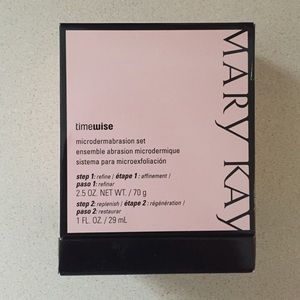 MARY KAY
timewise
microdermabrasion set
ensemble abrasion microdermique
sistema para microexfoliación
step 1: refine / étape 1 : affinement /
paso 1: refinar
2.5 OZ. NET WT. / 70 g
step 2: replenish / étape 2 : régénération /
paso 2: restaurar
1 FL. OZ. / 29 mL